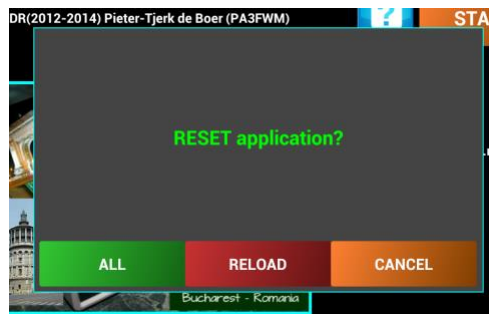 DR(2012-2014) Pieter-Tjerk de Boer (PA3FWM)
?
STA
RESET application?
ALL
RELOAD
CANCEL
Bucharest - Romania